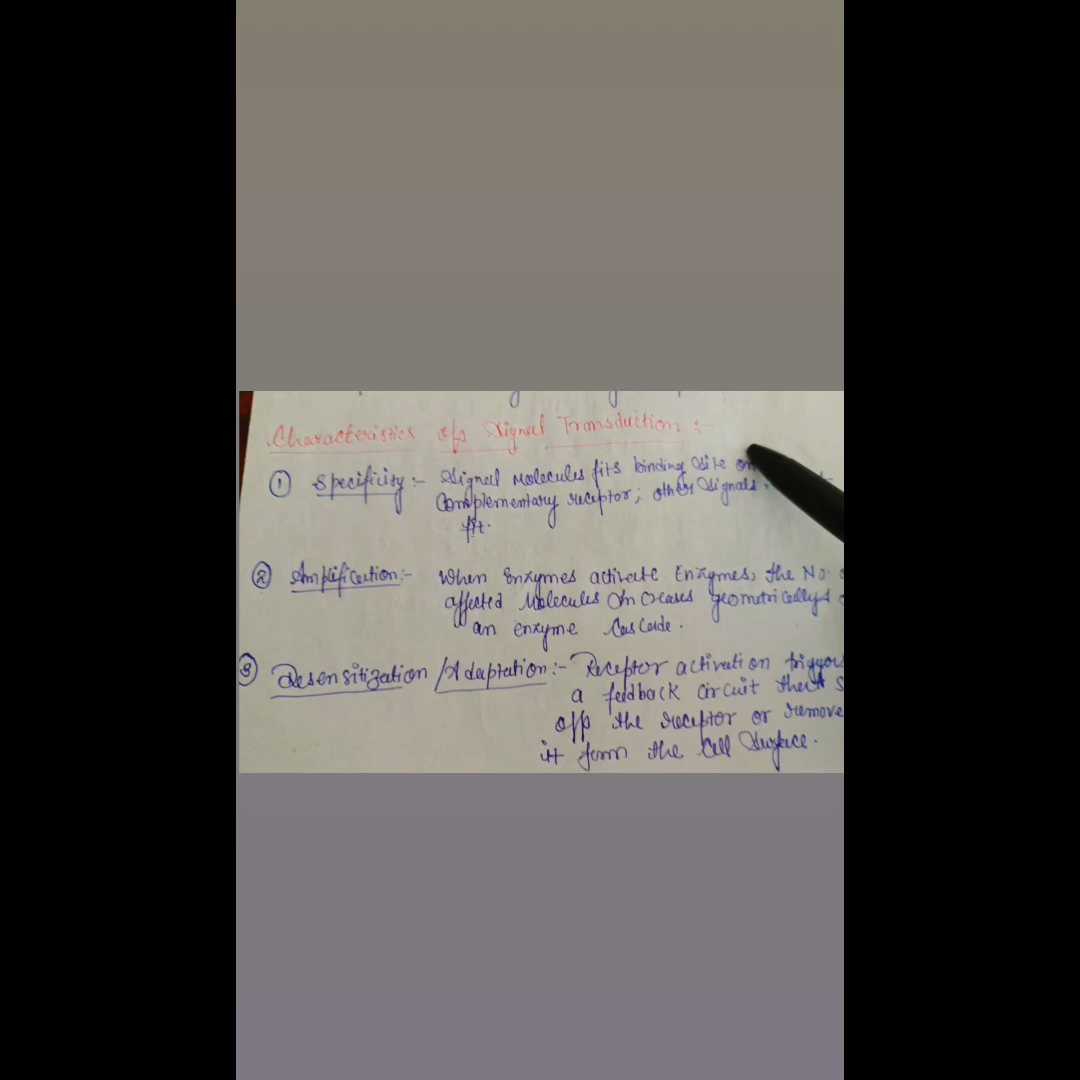 Characteristics of Signal Transduction :-
① Specificity :- Signal Molecules fits binding site on
Complementary receptor; other signals
fit.
② Amplification:- When Enzymes activate Enzymes, the No.
affected Molecules Increases geometrically
an enzyme Cascade.
③ Desensitization /Adaptation :- Receptor activation triggor
a feedback circuit that S
off the receptor or remove
it form the Cell Surface.